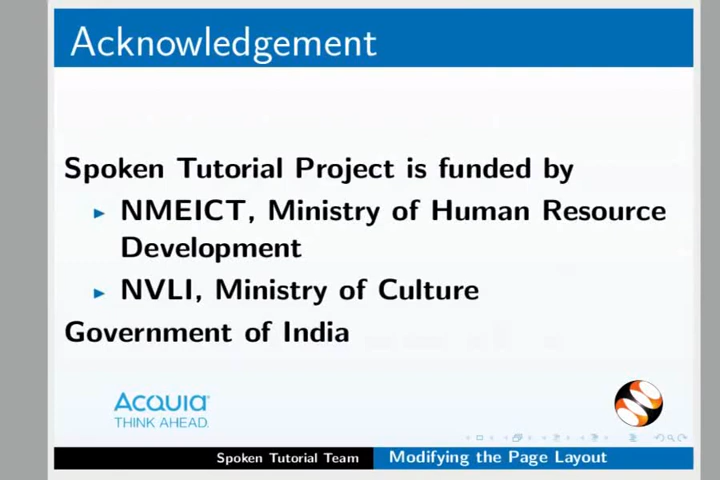 Acknowledgement
Spoken Tutorial Project is funded by
NMEICT, Ministry of Human Resource
Development
NVLI, Ministry of Culture
Government of India
ACQUIA
THINK AHEAD.
Spoken Tutorial Team Modifying the Page Layout